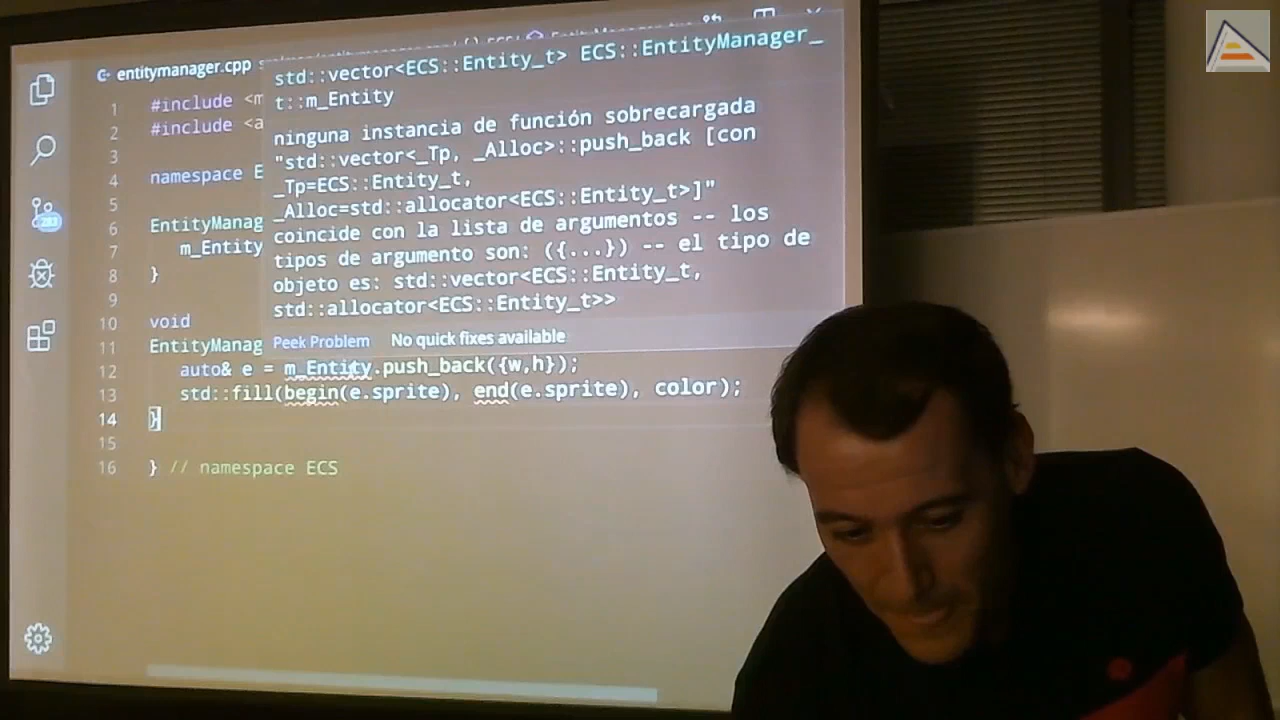 entitymanager.cpp
std::vector<ECS::Entity_t> ECS::EntityManager_
t::m_Entity
ninguna instancia de función sobrecargada
"std::vector<_Tp, _Alloc>::push_back [con
_Tp=ECS::Entity_t,
_Alloc=std::allocator<ECS::Entity_t>]"
coincide con la lista de argumentos -- los
tipos de argumento son: ({...}) -- el tipo de
objeto es: std::vector<ECS::Entity_t,
std::allocator<ECS::Entity_t>>
Peek Problem No quick fixes available
1 #include <m
2 #include <a
3
4 namespace E
5
6 EntityManag
7 m_Entity
8 }
9
10 void
11 EntityManag
12 auto& e = m_Entity.push_back({w,h});
13 std::fill(begin(e.sprite), end(e.sprite), color);
14 }
15
16 } // namespace ECS